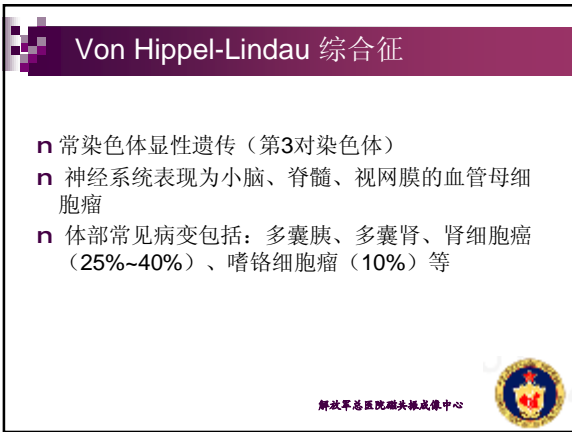 Von Hippel-Lindau 综合征
n 常染色体显性遗传（第3对染色体）
n 神经系统表现为小脑、脊髓、视网膜的血管母细
胞瘤
n 体部常见病变包括：多囊胰、多囊肾、肾细胞癌
（25%~40%）、嗜铬细胞瘤（10%）等
解放军总医院磁共振成像中心